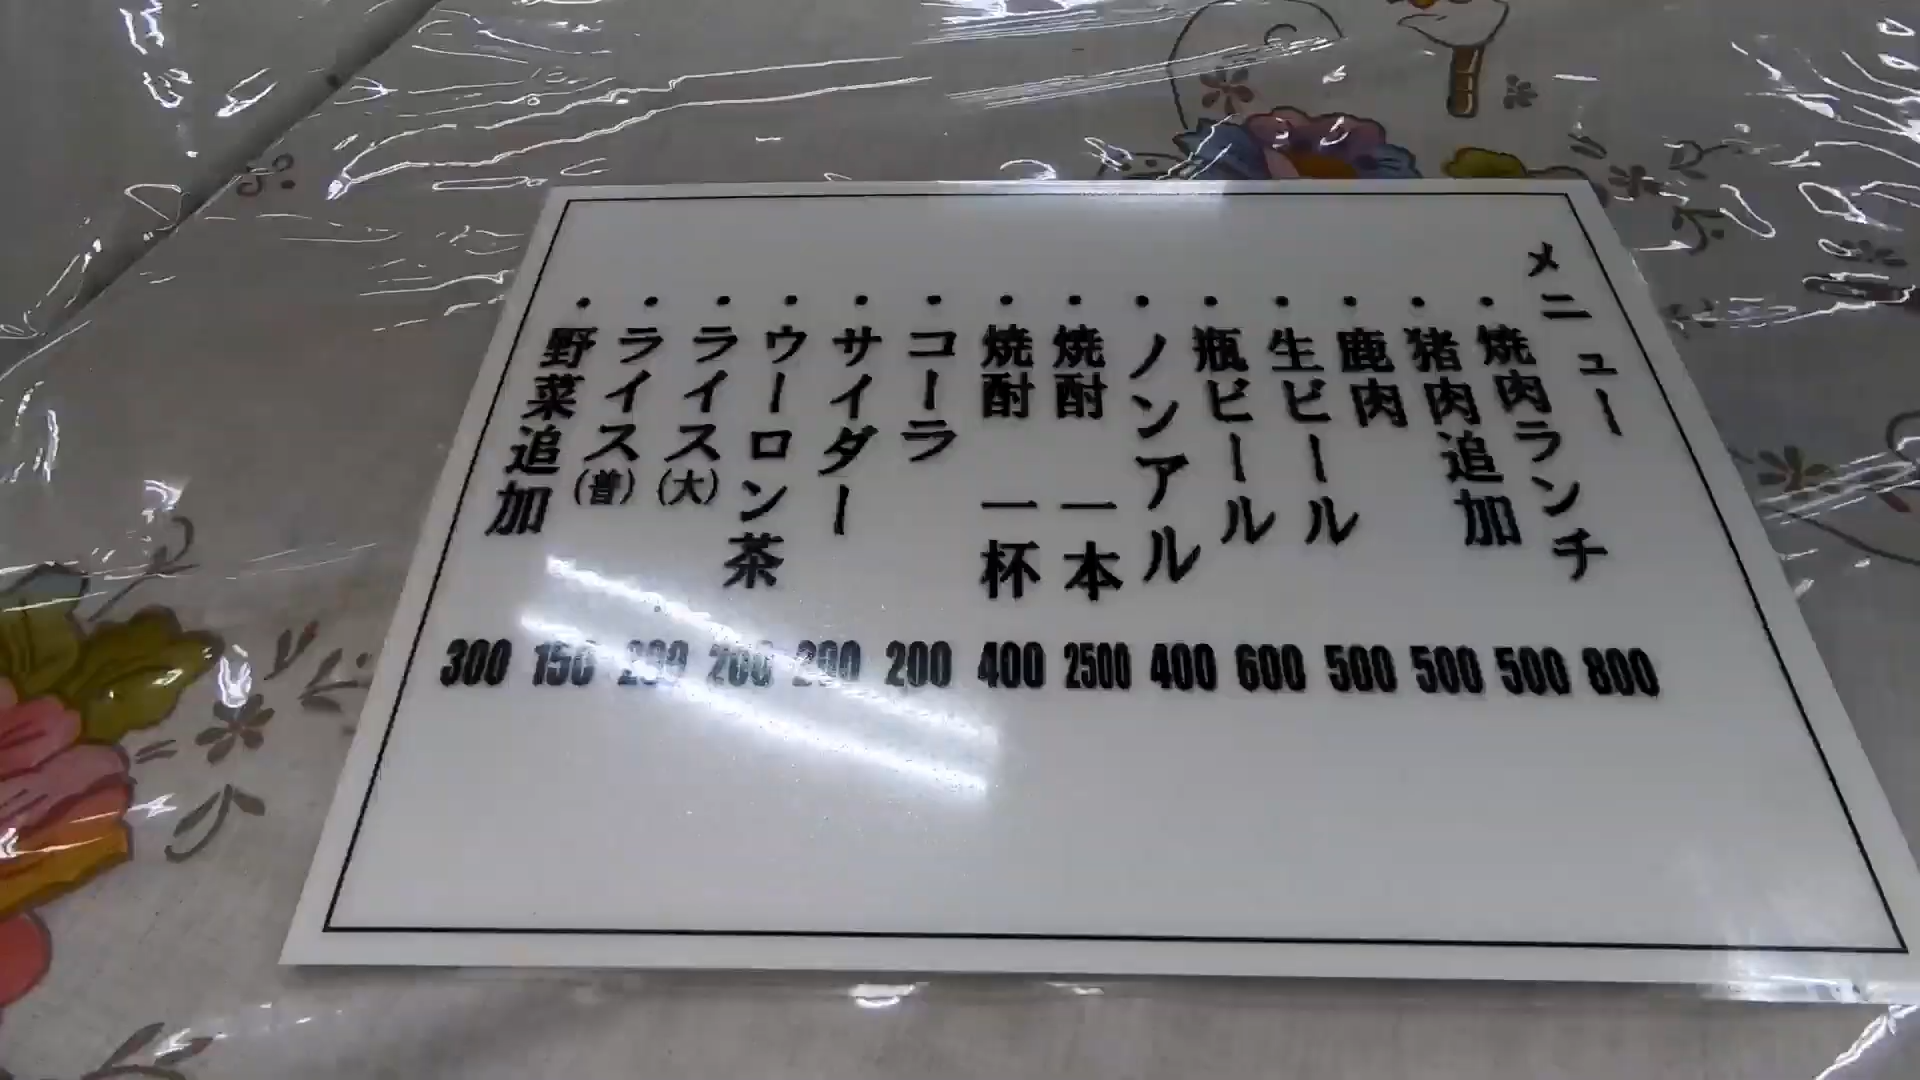 メニュー
・焼肉ランチ 800
・猪肉追加 500
・鹿肉 500
・生ビール 500
・瓶ビール 600
・ノンアル 400
・焼酎 一本 2500
・焼酎 一杯 400
・コーラ 200
・サイダー 200
・ウーロン茶 200
・ライス(大) 200
・ライス(普) 150
・野菜追加 300